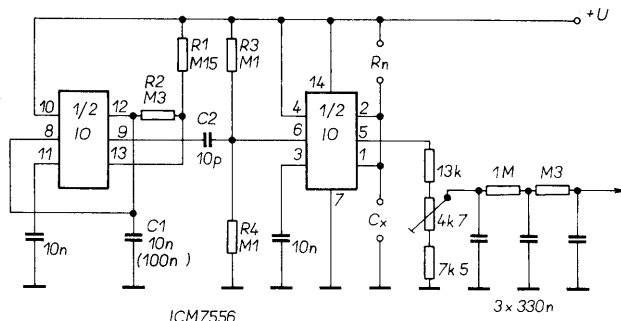 +U
R1
M15
R3
M1
Rn
14
R2
M3
10
12
1/2
IO
8
9
11
13
C2
10p
4
2
1/2
IO
6
5
3
1
7
13k
1M
M3
4k7
7k5
R4
M1
Cx
10n
C1
10n
(100n)
10n
3×330n
ICM7556